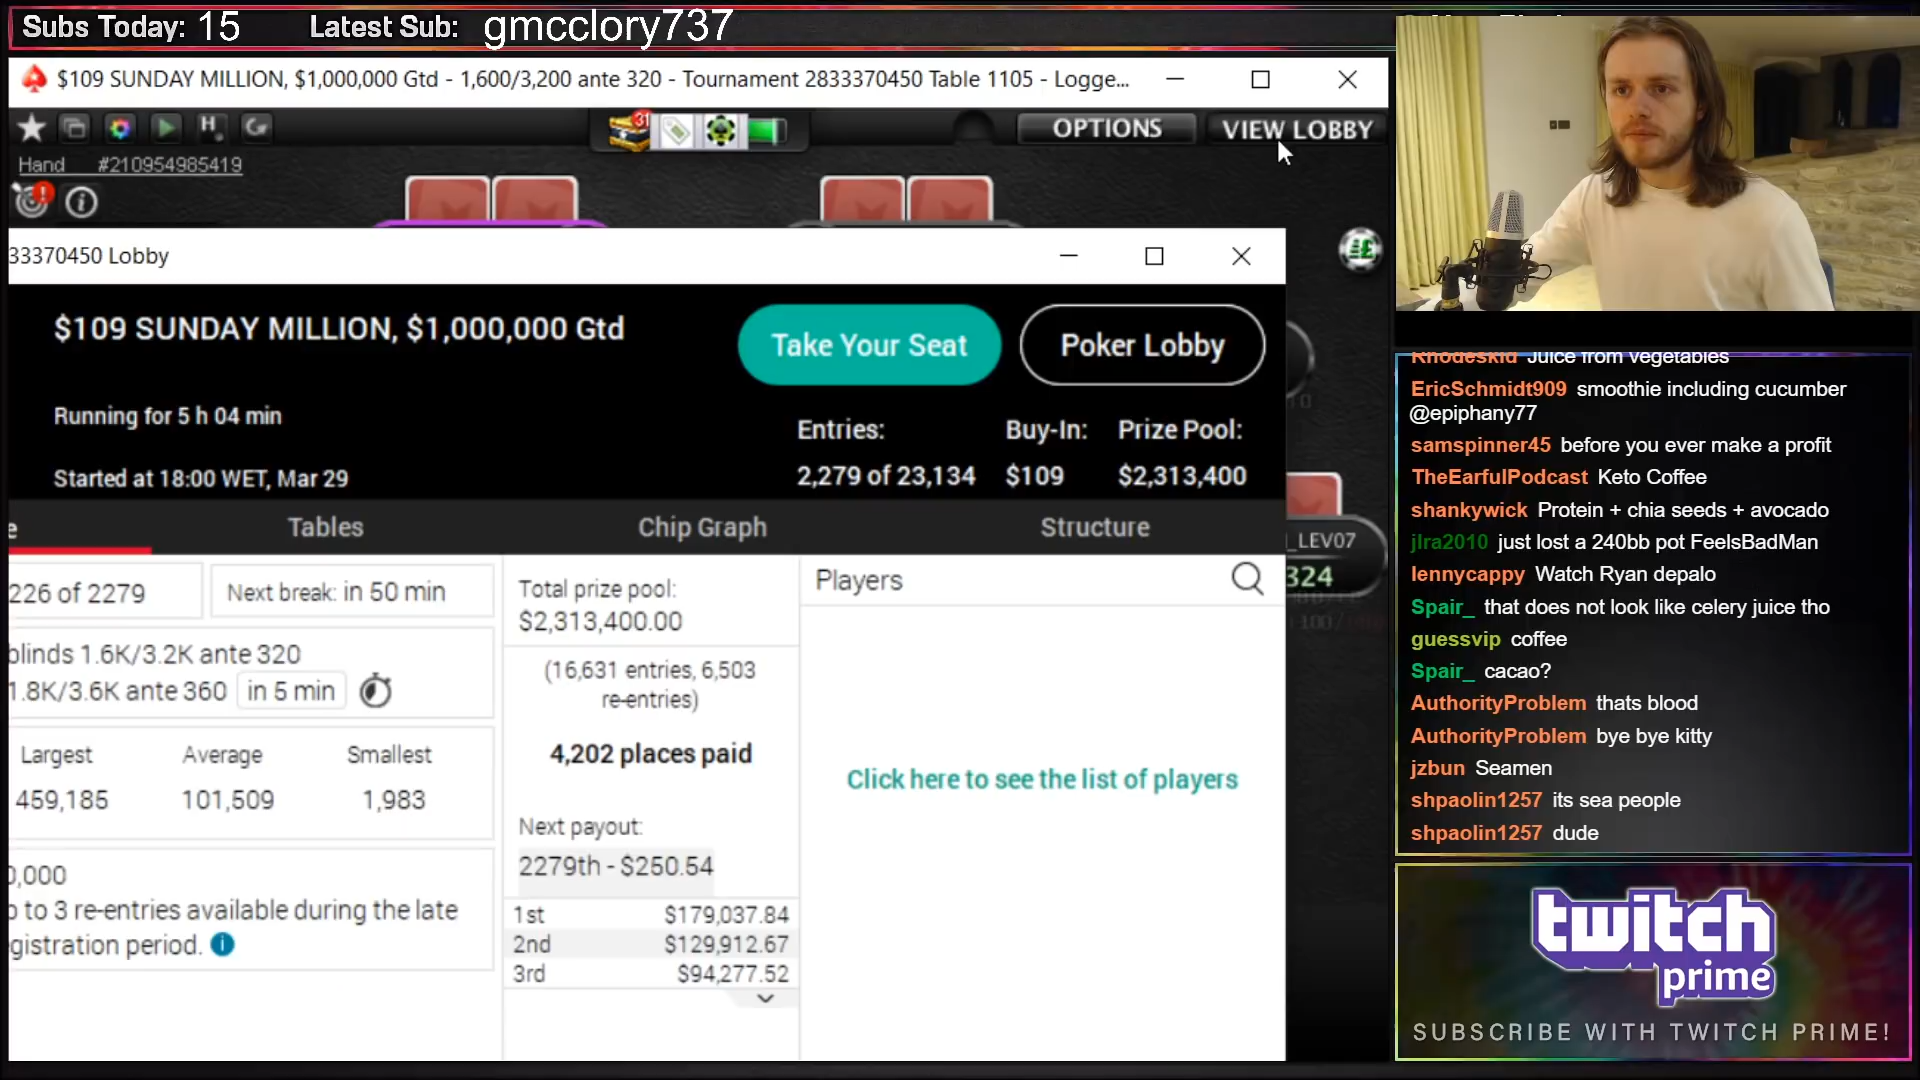 Subs Today: 15 Latest Sub: gmcclory737
$109 SUNDAY MILLION, $1,000,000 Gtd - 1,600/3,200 ante 320 - Tournament 2833370450 Table 1105 - Logge...
31
OPTIONS
VIEW LOBBY
Hand #210954985419
33370450 Lobby
$109 SUNDAY MILLION, $1,000,000 Gtd
Take Your Seat
Poker Lobby
Running for 5 h 04 min
Entries: Buy-In: Prize Pool:
2,279 of 23,134 $109 $2,313,400
Started at 18:00 WET, Mar 29
e Tables Chip Graph Structure
226 of 2279
Next break: in 50 min
blinds 1.6K/3.2K ante 320
1.8K/3.6K ante 360 in 5 min
Largest Average Smallest
459,185 101,509 1,983
0,000
o to 3 re-entries available during the late
gistration period.
Total prize pool:
$2,313,400.00
(16,631 entries, 6,503
re-entries)
4,202 places paid
Next payout:
2279th - $250.54
1st $179,037.84
2nd $129,912.67
3rd $94,277.52
Players
Click here to see the list of players
_LEV07
324
Rhodeskid Juice from vegetables
EricSchmidt909 smoothie including cucumber
@epiphany77
samspinner45 before you ever make a profit
TheEarfulPodcast Keto Coffee
shankywick Protein + chia seeds + avocado
jlra2010 just lost a 240bb pot FeelsBadMan
lennycappy Watch Ryan depalo
Spair_ that does not look like celery juice tho
guessvip coffee
Spair_ cacao?
AuthorityProblem thats blood
AuthorityProblem bye bye kitty
jzbun Seamen
shpaolin1257 its sea people
shpaolin1257 dude
twitch
prime
SUBSCRIBE WITH TWITCH PRIME!